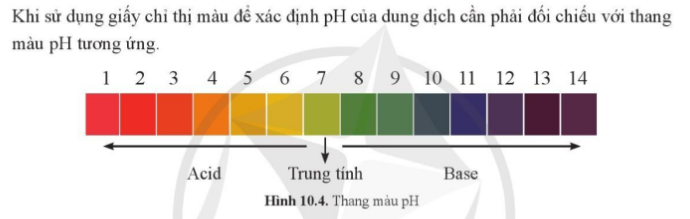 Khi sử dụng giấy chỉ thị màu để xác định pH của dung dịch cần phải đối chiếu với thang
màu pH tương ứng.
1 2 3 4 5 6 7 8 9 10 11 12 13 14
Acid Trung tính Base
Hình 10.4. Thang màu pH